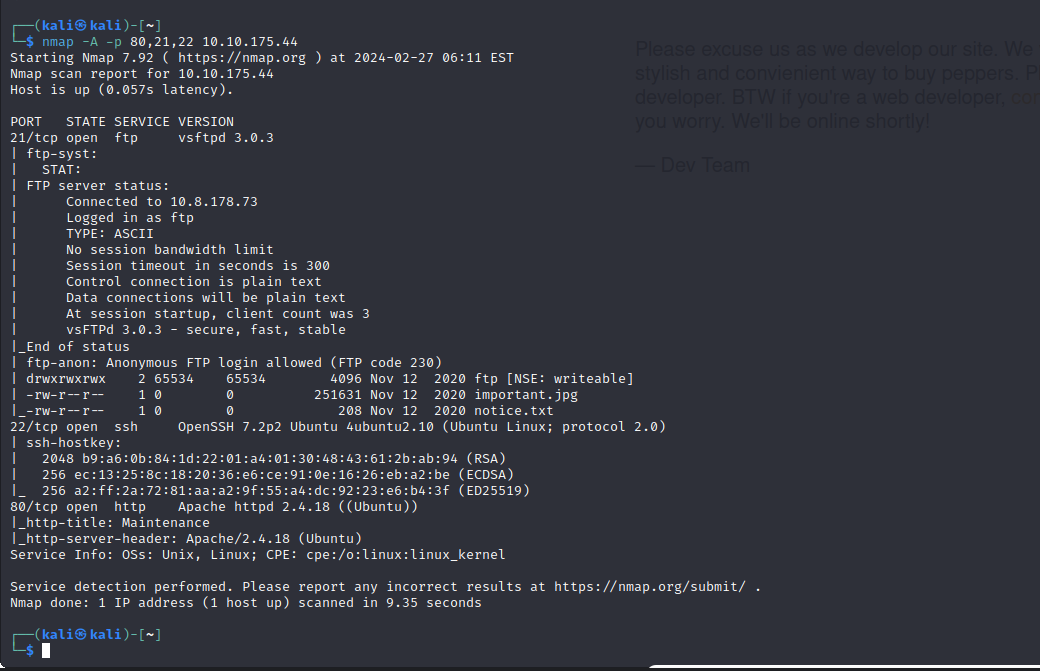 ┌──(kali㉿kali)-[~]
└─$ nmap -A -p 80,21,22 10.10.175.44
Starting Nmap 7.92 ( https://nmap.org ) at 2024-02-27 06:11 EST
Nmap scan report for 10.10.175.44
Host is up (0.057s latency).

PORT   STATE SERVICE VERSION
21/tcp open  ftp     vsftpd 3.0.3
| ftp-syst:
|   STAT:
| FTP server status:
|      Connected to 10.8.178.73
|      Logged in as ftp
|      TYPE: ASCII
|      No session bandwidth limit
|      Session timeout in seconds is 300
|      Control connection is plain text
|      Data connections will be plain text
|      At session startup, client count was 3
|      vsFTPd 3.0.3 - secure, fast, stable
|_End of status
| ftp-anon: Anonymous FTP login allowed (FTP code 230)
| drwxrwxrwx    2 65534    65534        4096 Nov 12  2020 ftp [NSE: writeable]
| -rw-r--r--    1 0        0          251631 Nov 12  2020 important.jpg
|_-rw-r--r--    1 0        0             208 Nov 12  2020 notice.txt
22/tcp open  ssh     OpenSSH 7.2p2 Ubuntu 4ubuntu2.10 (Ubuntu Linux; protocol 2.0)
| ssh-hostkey:
|   2048 b9:a6:0b:84:1d:22:01:a4:01:30:48:43:61:2b:ab:94 (RSA)
|   256 ec:13:25:8c:18:20:36:e6:ce:91:0e:16:26:eb:a2:be (ECDSA)
|_  256 a2:ff:2a:72:81:aa:a2:9f:55:a4:dc:92:23:e6:b4:3f (ED25519)
80/tcp open  http    Apache httpd 2.4.18 ((Ubuntu))
|_http-title: Maintenance
|_http-server-header: Apache/2.4.18 (Ubuntu)
Service Info: OSs: Unix, Linux; CPE: cpe:/o:linux:linux_kernel

Service detection performed. Please report any incorrect results at https://nmap.org/submit/ .
Nmap done: 1 IP address (1 host up) scanned in 9.35 seconds

┌──(kali㉿kali)-[~]
└─$
Please excuse us as we develop our site. We
stylish and convienient way to buy peppers.
developer. BTW if you're a web developer,
you worry. We'll be online shortly!
— Dev Team